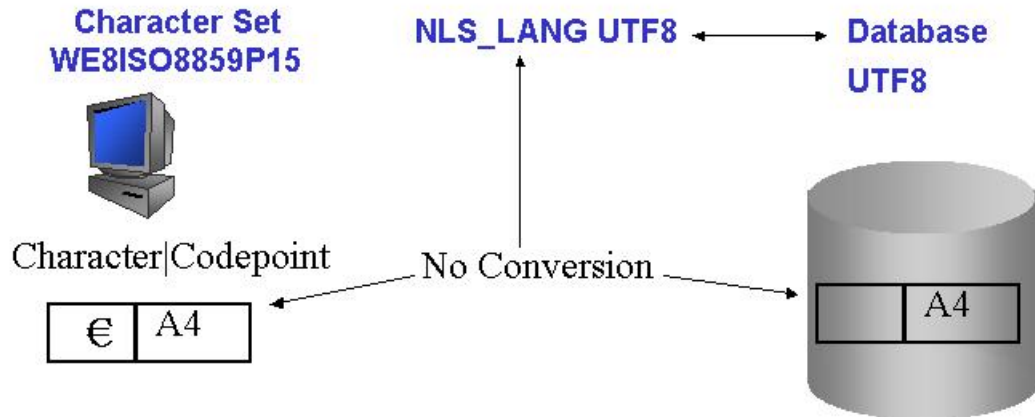 Character Set
WE8ISO8859P15
NLS_LANG UTF8
Database
UTF8
Character|Codepoint
No Conversion
€ A4
A4